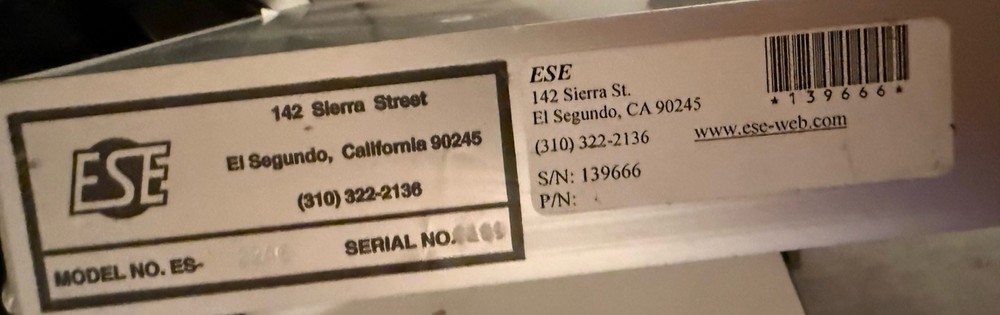 ESE
142 Sierra Street
El Segundo, California 90245
(310) 322-2136
MODEL NO. ES-
SERIAL NO.
ESE
142 Sierra St.
El Segundo, CA 90245
(310) 322-2136
www.ese-web.com
S/N: 139666
P/N:
*139666*